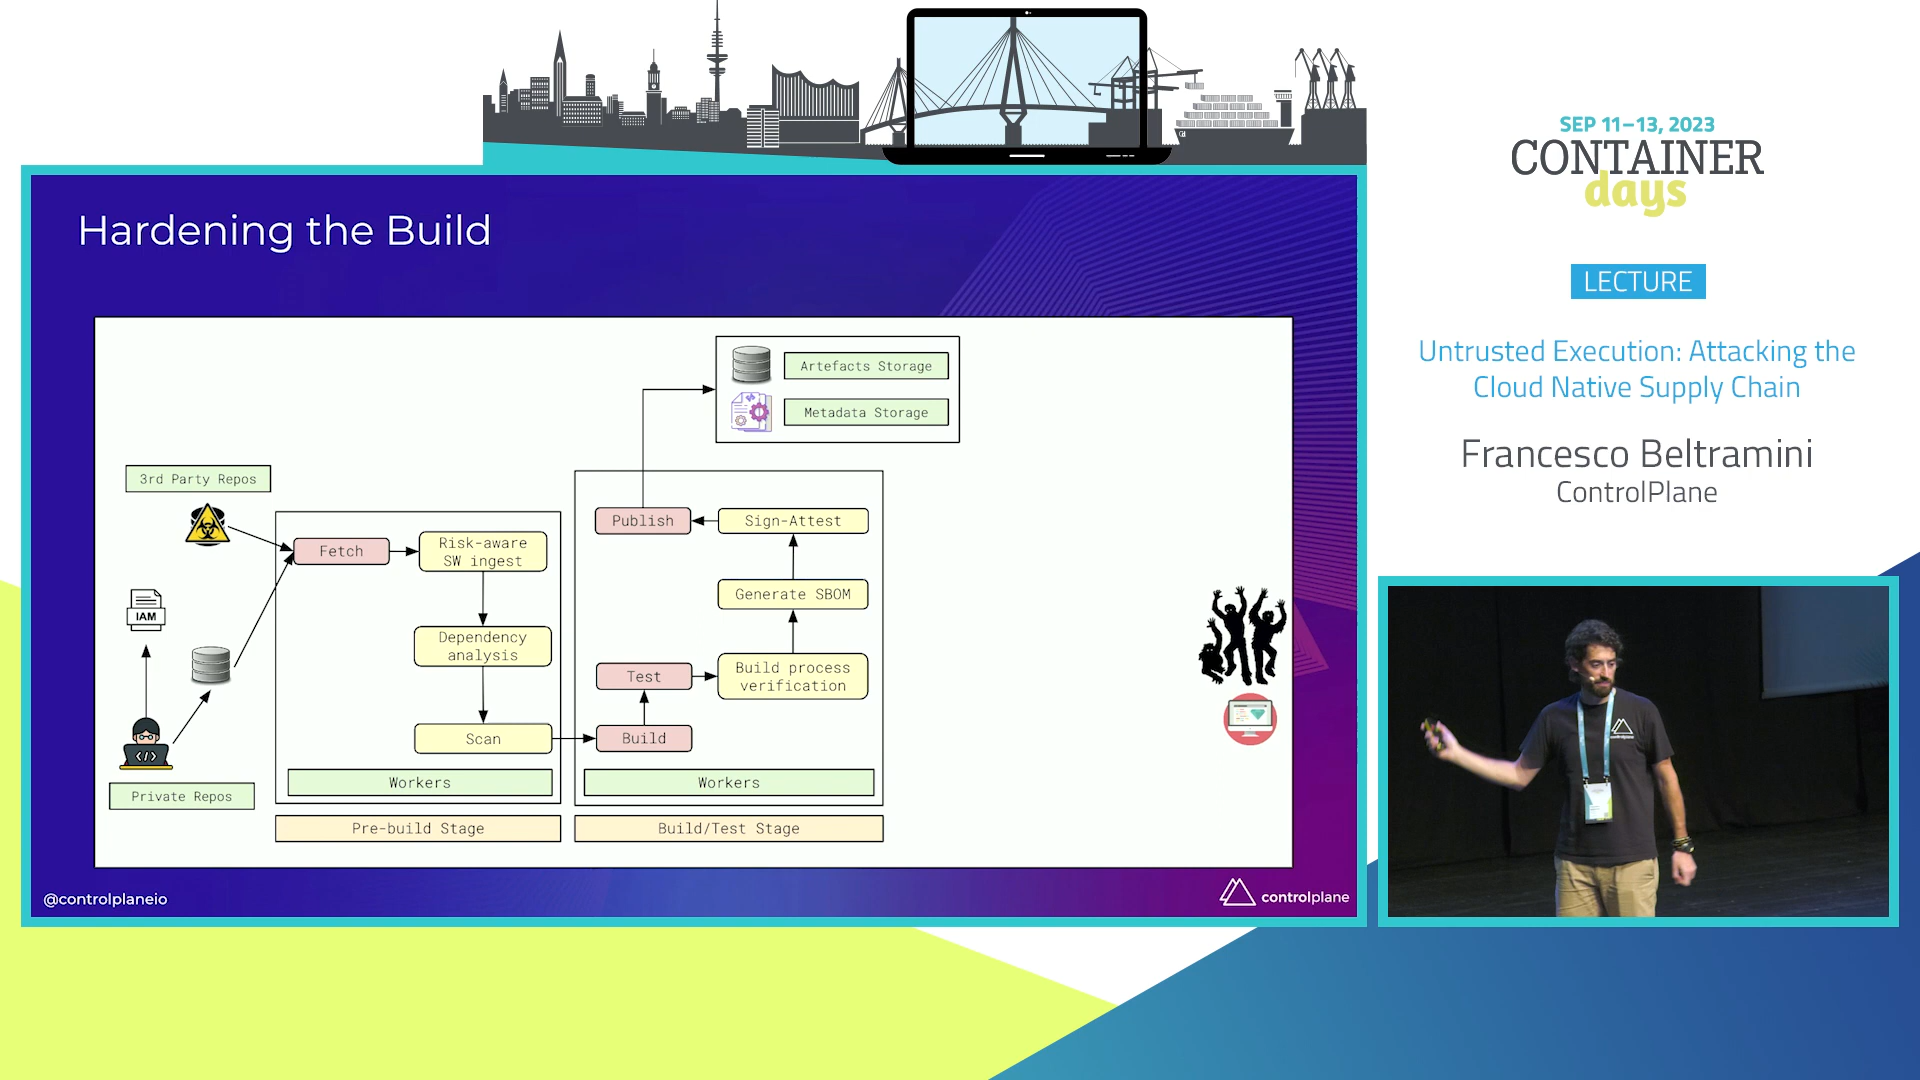 SEP 11–13, 2023
CONTAINER
days
LECTURE
Untrusted Execution: Attacking the
Cloud Native Supply Chain
Francesco Beltramini
ControlPlane
Hardening the Build
Artefacts Storage
Metadata Storage
3rd Party Repos
IAM
Private Repos
Fetch
Risk-aware
SW ingest
Dependency
analysis
Scan
Workers
Pre-build Stage
Publish
Sign-Attest
Generate SBOM
Test
Build process
verification
Build
Workers
Build/Test Stage
@controlplaneio
controlplane